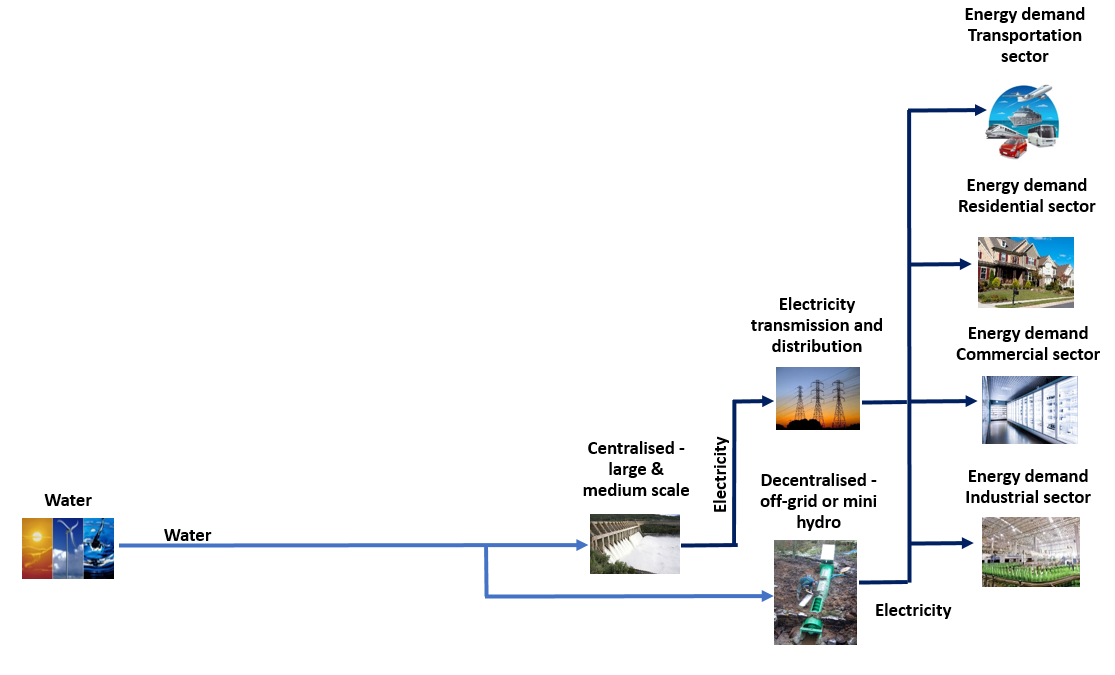 Energy demand
Transportation
sector
Energy demand
Residential sector
Electricity
transmission and
distribution
Energy demand
Commercial sector
Centralised -
large &
medium scale
Electricity
Decentralised -
off-grid or mini
hydro
Energy demand
Industrial sector
Water
Water
Electricity